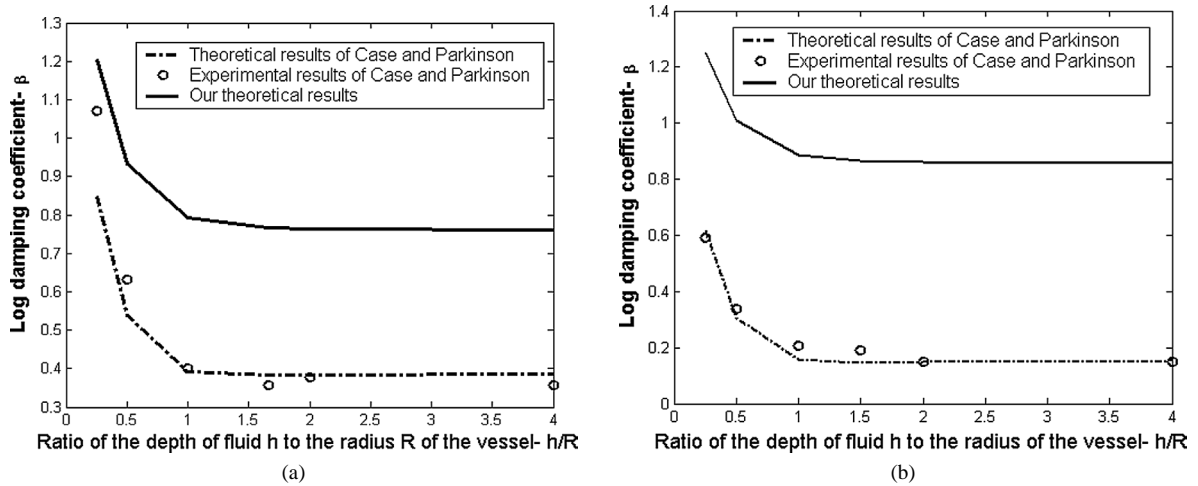 (a)
1.3
1.2
1.1
1
0.9
0.8
0.7
0.6
0.5
0.4
0.3
Log damping coefficient- β
Theoretical results of Case and Parkinson
Experimental results of Case and Parkinson
Our theoretical results
0 0.5 1 1.5 2 2.5 3 3.5 4
Ratio of the depth of fluid h to the radius R of the vessel- h/R
(a)
(b)
1.4
1.2
1
0.8
0.6
0.4
0.2
0
Log damping coefficient- β
Theoretical results of Case and Parkinson
Experimental results of Case and Parkinson
Our theoretical results
0 0.5 1 1.5 2 2.5 3 3.5 4
Ratio of the depth of fluid h to the radius of the vessel- h/R
(b)